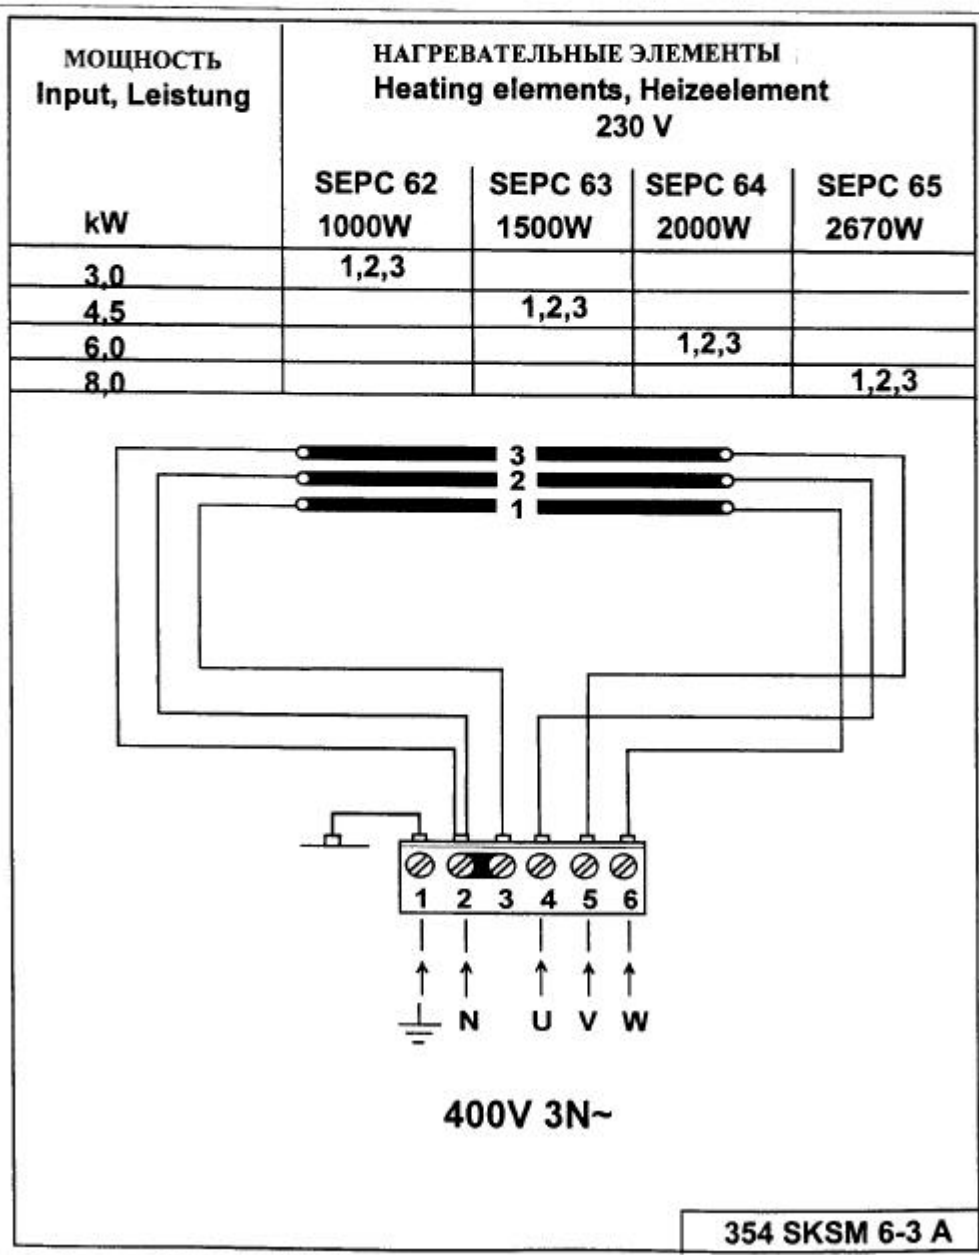 МОЩНОСТЬ
Input, Leistung
kW
НАГРЕВАТЕЛЬНЫЕ ЭЛЕМЕНТЫ
Heating elements, Heizeelement
230 V
SEPC 62 SEPC 63 SEPC 64 SEPC 65
1000W 1500W 2000W 2670W
3,0 1,2,3
4,5 1,2,3
6,0 1,2,3
8,0 1,2,3
3
2
1
1 2 3 4 5 6
N U V W
400V 3N~
354 SKSM 6-3 A